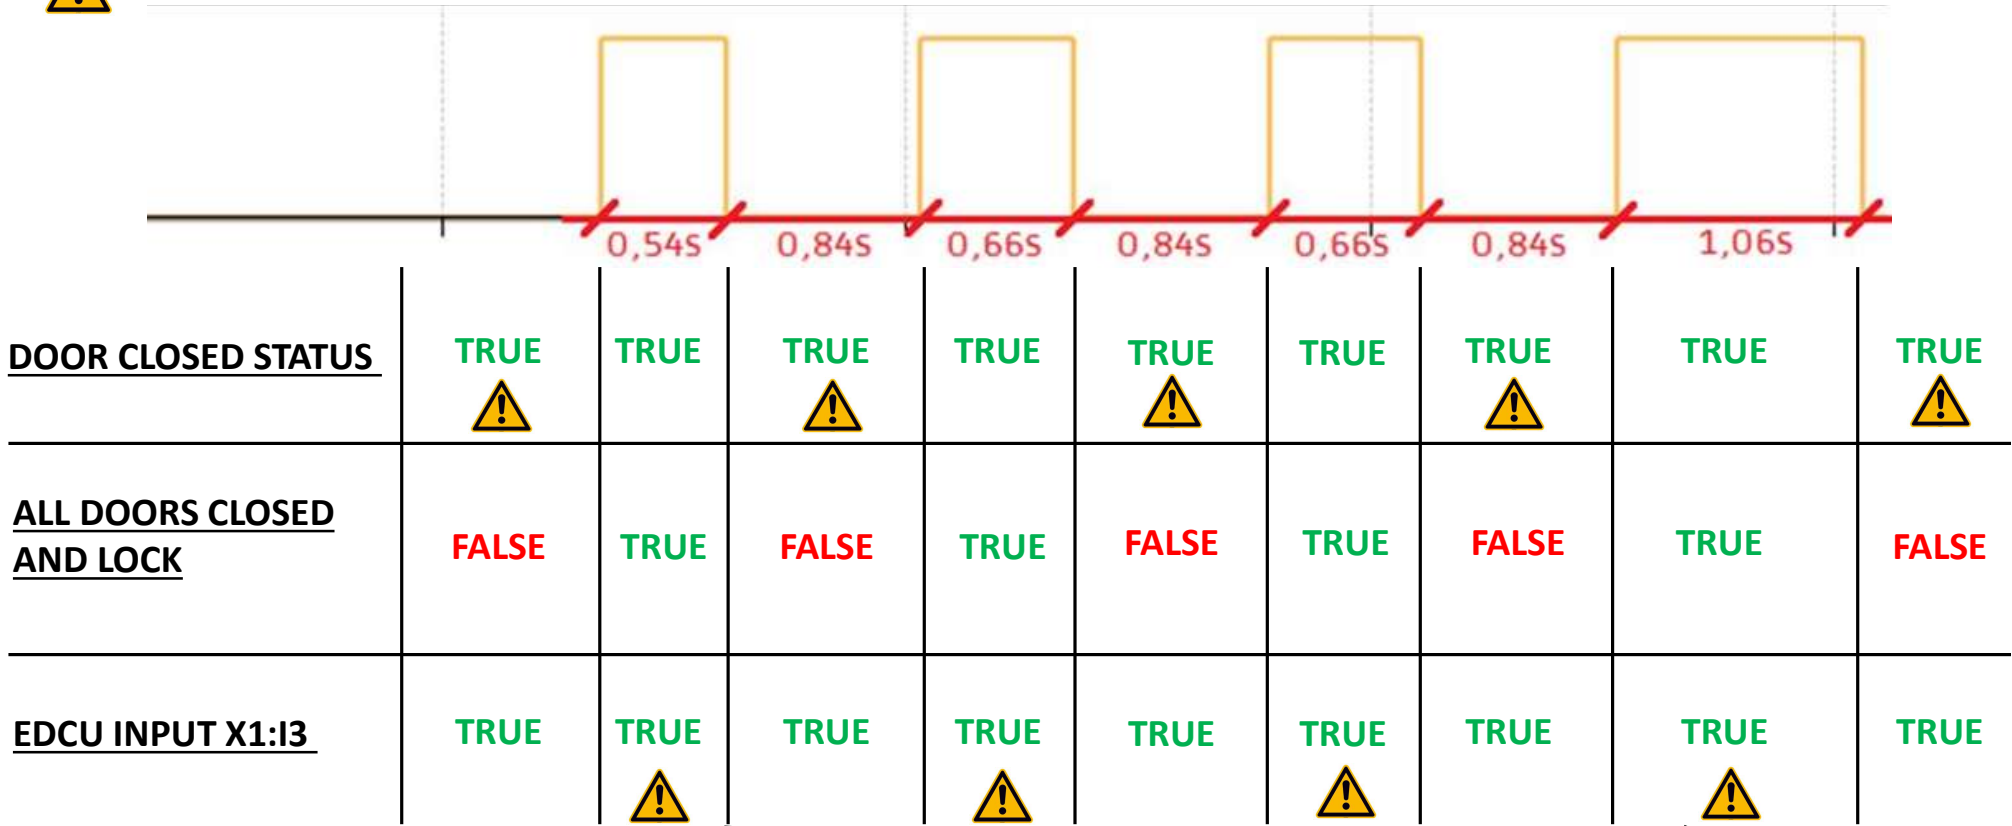 0,54S 0,84S 0,66S 0,84S 0,66S 0,84S 1,06S
DOOR CLOSED STATUS TRUE TRUE TRUE TRUE TRUE TRUE TRUE TRUE TRUE
ALL DOORS CLOSED
AND LOCK FALSE TRUE FALSE TRUE FALSE TRUE FALSE TRUE FALSE
EDCU INPUT X1:I3 TRUE TRUE TRUE TRUE TRUE TRUE TRUE TRUE TRUE